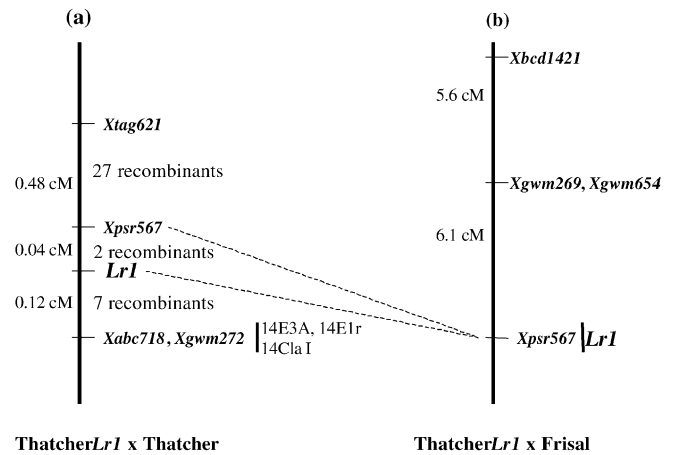 (a)
Xtag621
0.48 cM
27 recombinants
Xpsr567
0.04 cM
2 recombinants
Lr1
0.12 cM
7 recombinants
Xabc718, Xgwm272
14E3A, 14E1r
14Cla I
ThatcherLr1 x Thatcher
(b)
Xbcd1421
5.6 cM
Xgwm269, Xgwm654
6.1 cM
Xpsr567 Lr1
ThatcherLr1 x Frisal